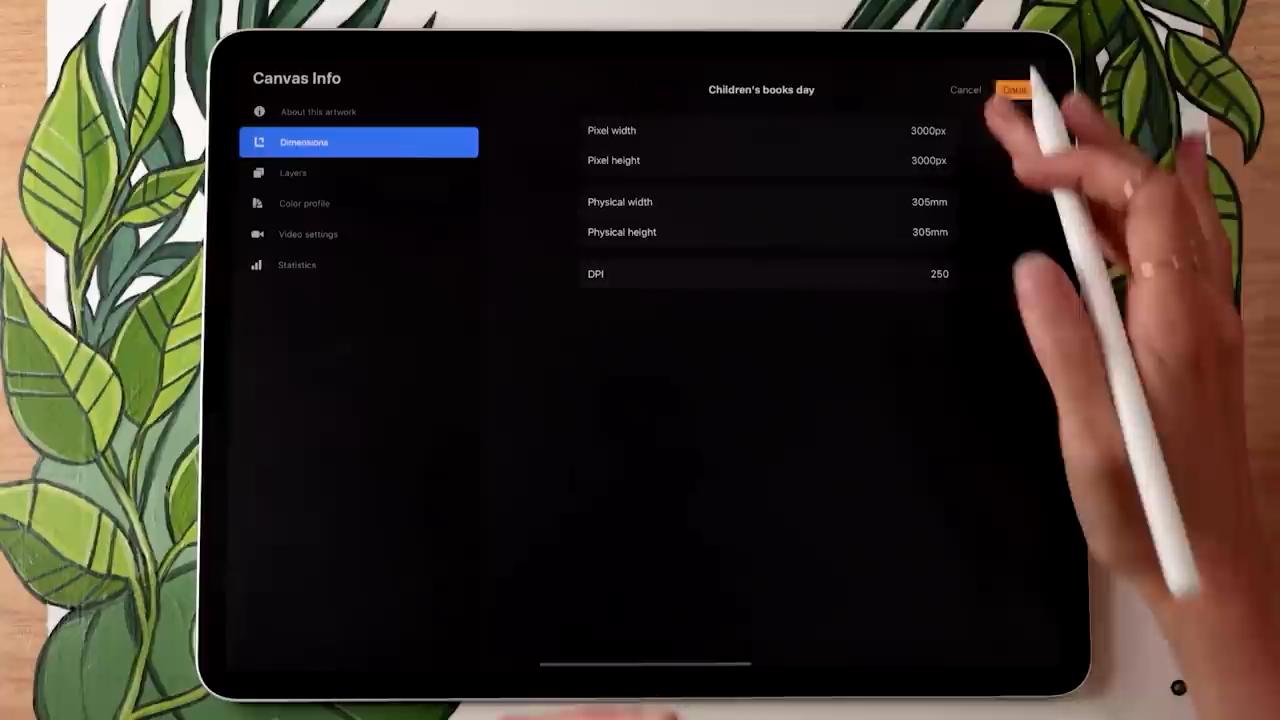 Canvas Info
Children's books day
Cancel
Done
About this artwork
Dimensions
Layers
Color profile
Video settings
Statistics
Pixel width 3000px
Pixel height 3000px
Physical width 305mm
Physical height 305mm
DPI 250